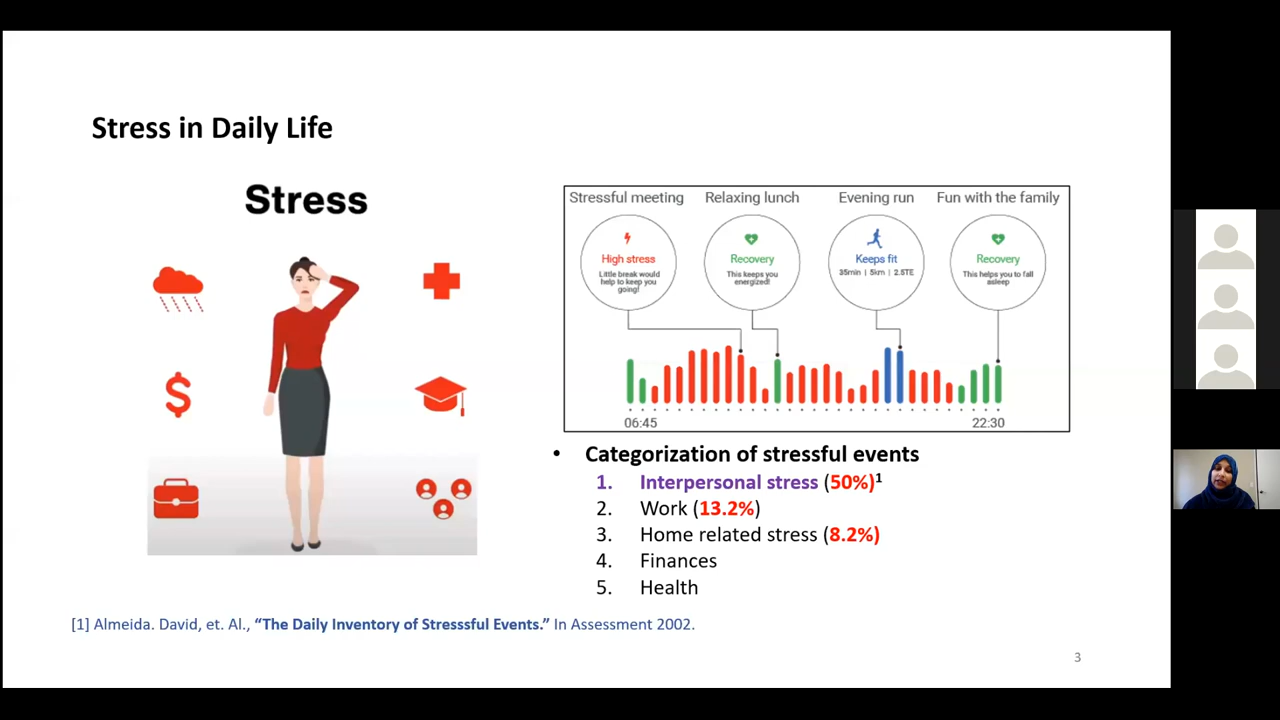 Stress in Daily Life
Stress
Stressful meeting
Relaxing lunch
Evening run
Fun with the family
High stress
Little break would
help to keep you
going!
Recovery
This keeps you
energized!
Keeps fit
35min | 5km | 2.5TE
Recovery
This helps you to fall
asleep
06:45
22:30
• Categorization of stressful events
1. Interpersonal stress (50%)¹
2. Work (13.2%)
3. Home related stress (8.2%)
4. Finances
5. Health
[1] Almeida. David, et. Al., “The Daily Inventory of Stresssful Events.” In Assessment 2002.
3